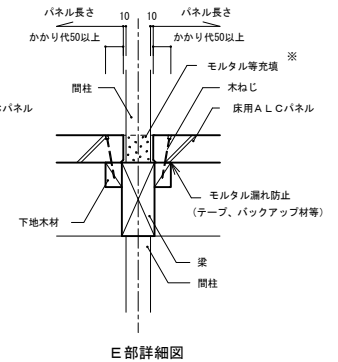 パネル長さ 10 10 パネル長さ
かかり代50以上 かかり代50以上
※
モルタル等充填
間柱
木ねじ
パネル
床用ALCパネル
モルタル漏れ防止
(テープ、バックアップ材等)
下地木材
梁
間柱
E部詳細図